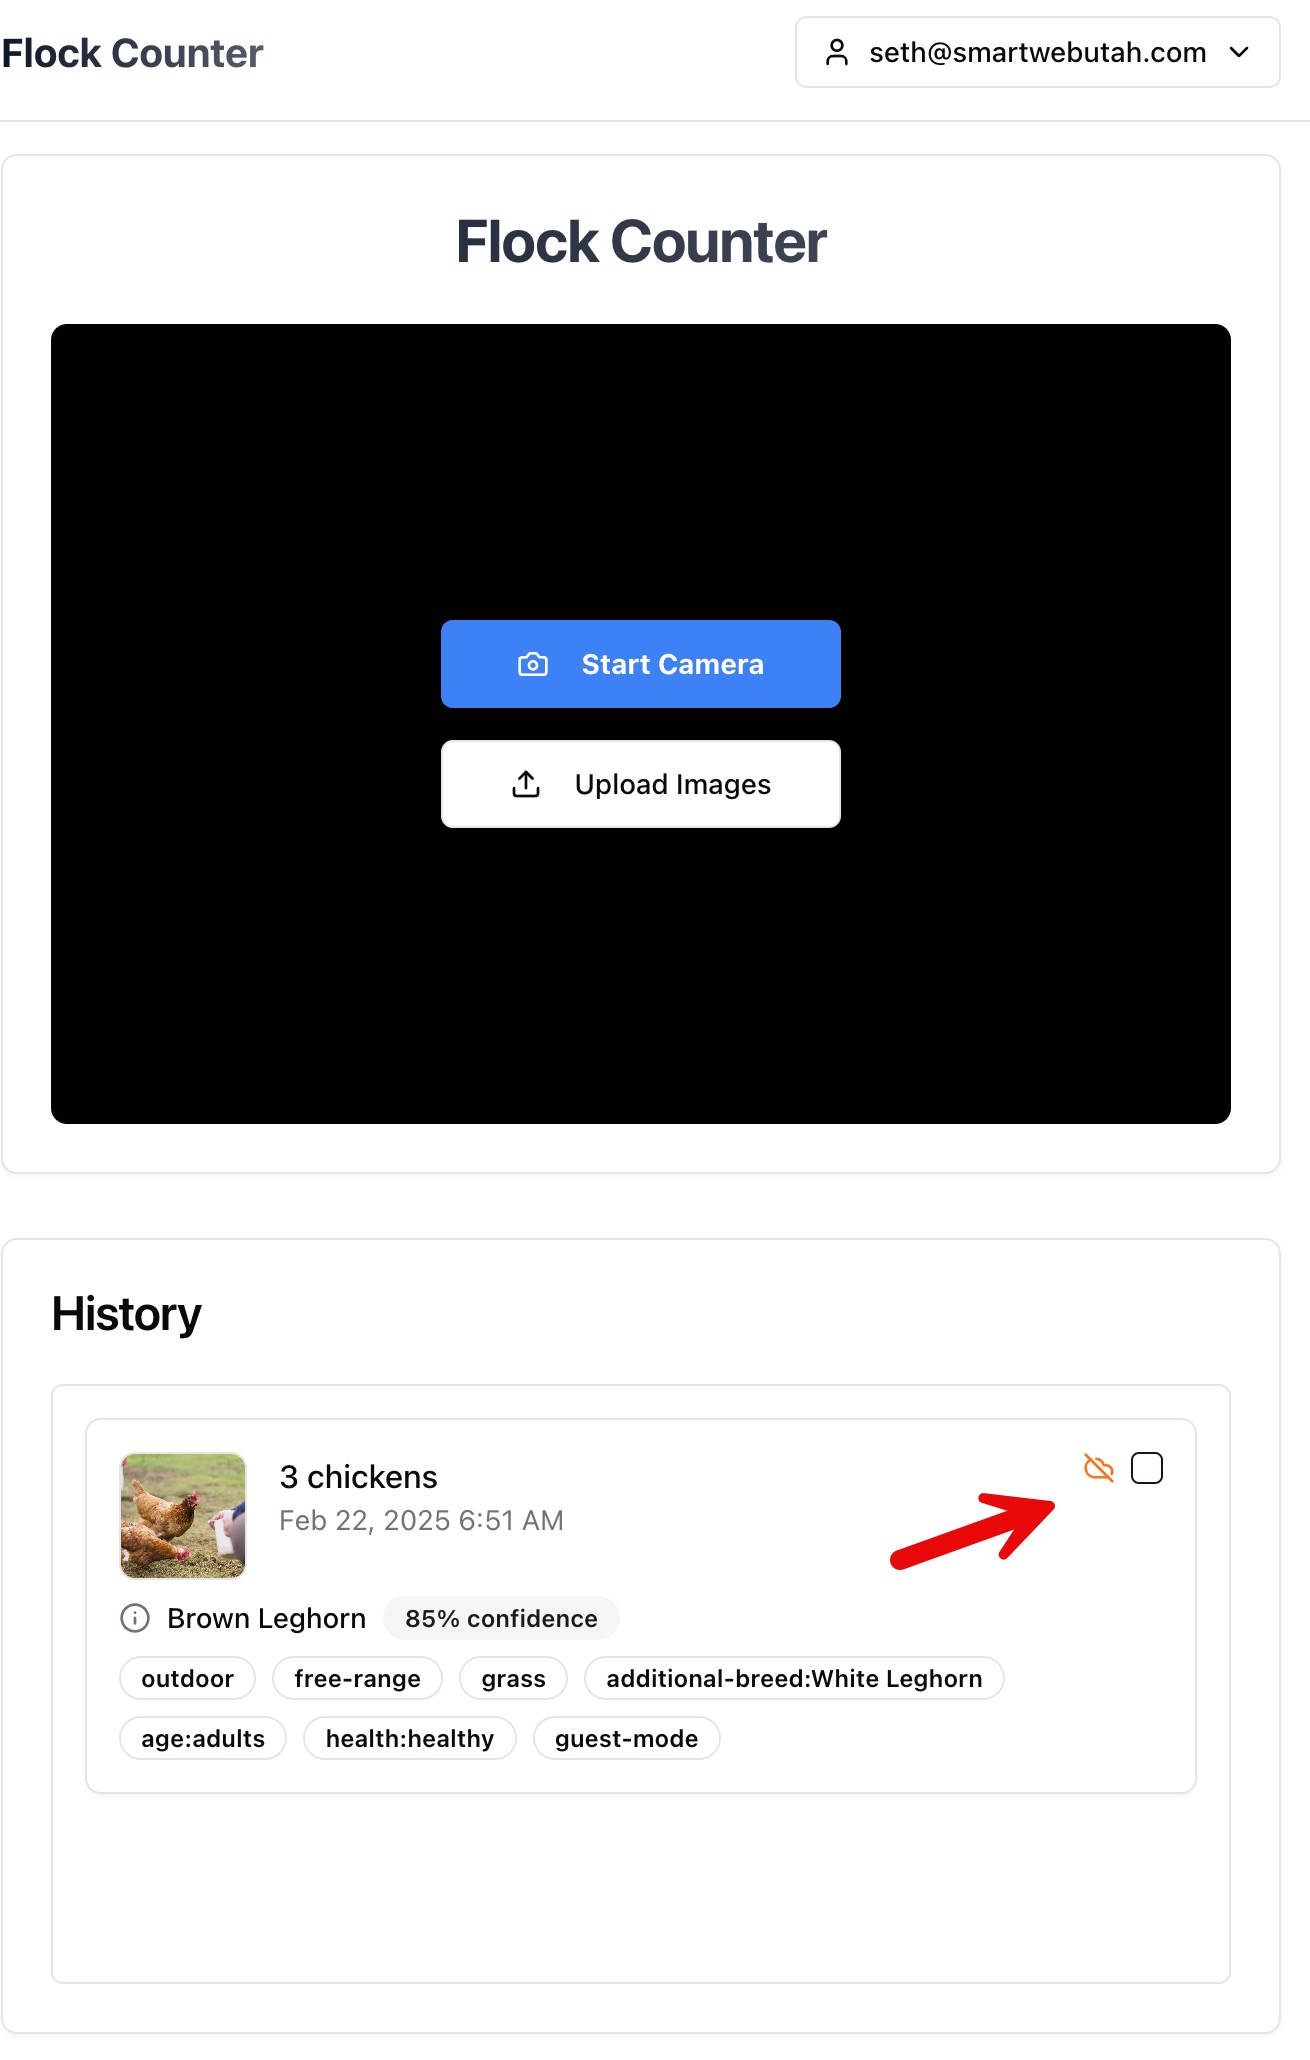 Flock Counter
seth@smartwebutah.com
Flock Counter
Start Camera
Upload Images
History
3 chickens
Feb 22, 2025 6:51 AM
Brown Leghorn 85% confidence
outdoor free-range grass additional-breed:White Leghorn
age:adults health:healthy guest-mode